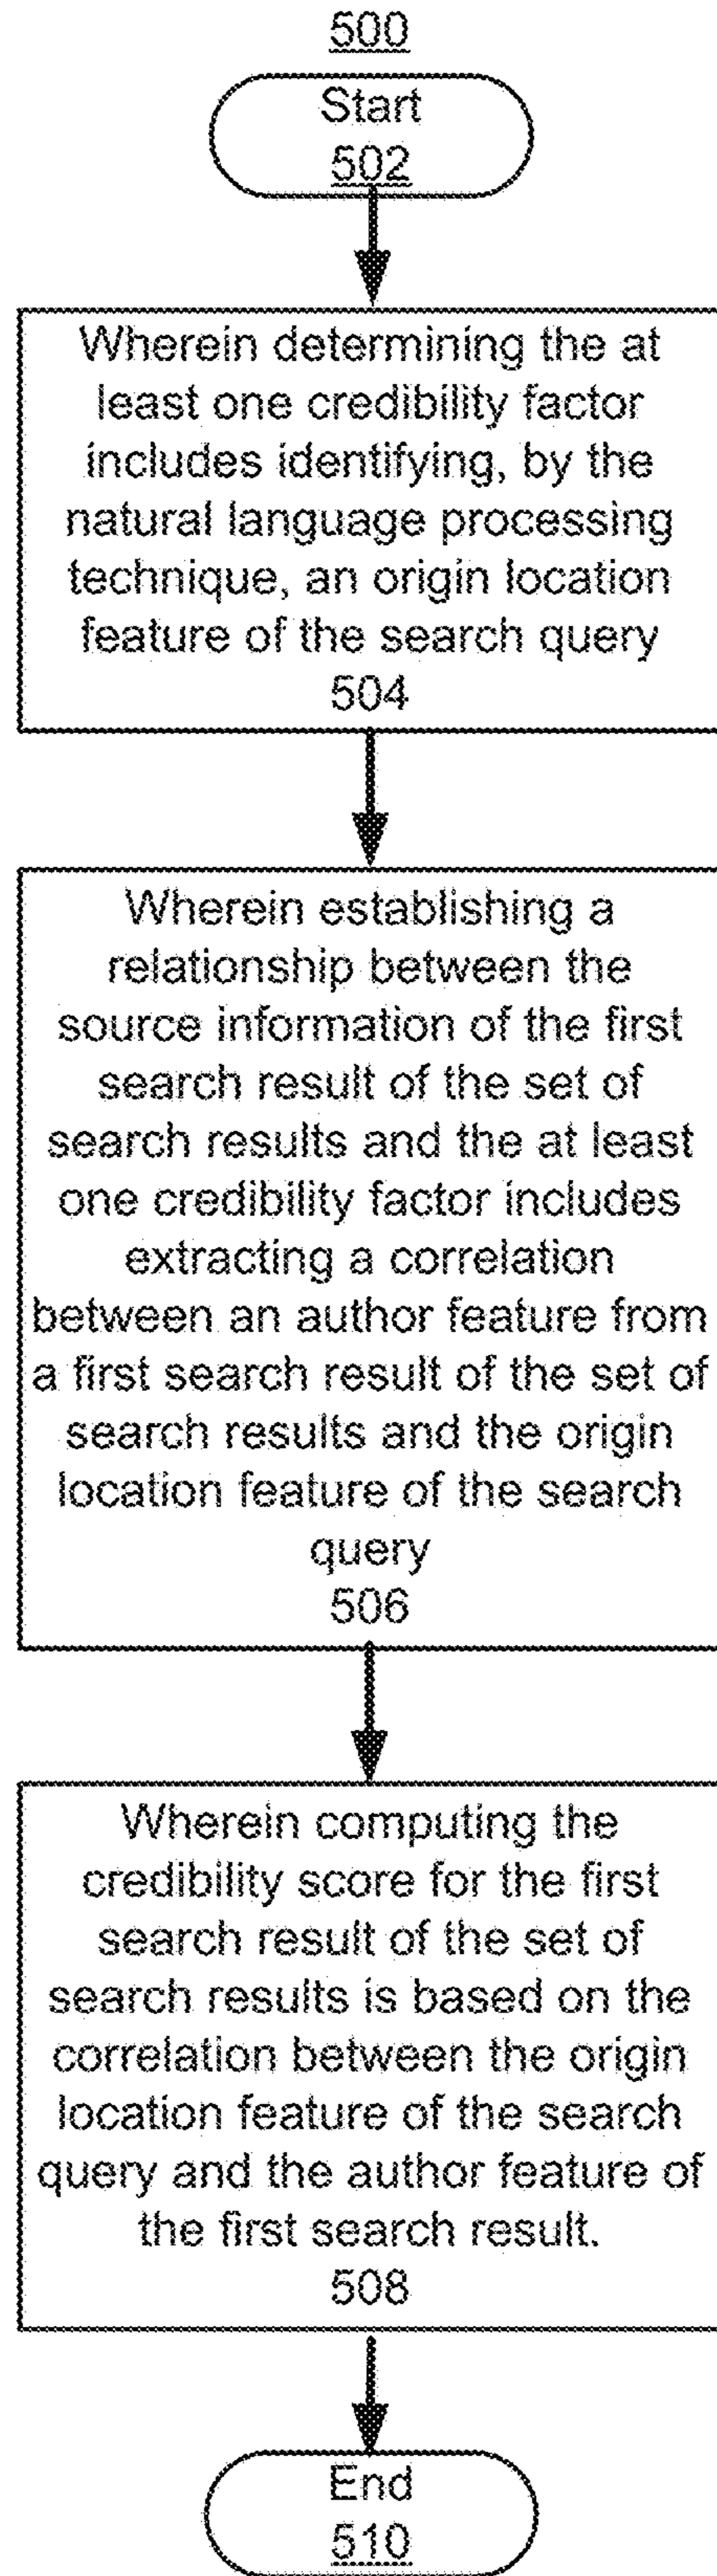 500
Start
502
Wherein determining the at
least one credibility factor
includes identifying, by the
natural language processing
technique, an origin location
feature of the search query
504
Wherein establishing a
relationship between the
source information of the first
search result of the set of
search results and the at least
one credibility factor includes
extracting a correlation
between an author feature from
a first search result of the set of
search results and the origin
location feature of the search
query
506
Wherein computing the
credibility score for the first
search result of the set of
search results is based on the
correlation between the origin
location feature of the search
query and the author feature of
the first search result.
508
End
510